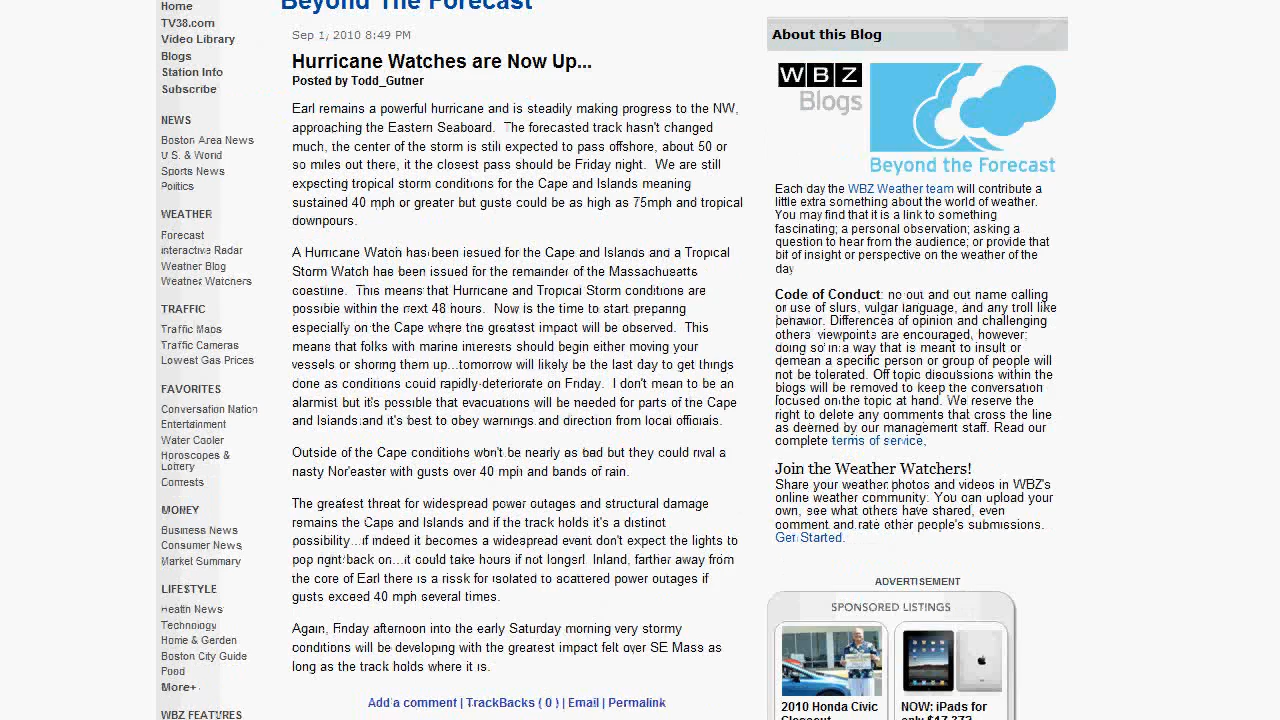 Home
TV38.com
Video Library
Blogs
Station Info
Subscribe
NEWS
Boston Area News
U.S. & World
Sports News
Politics
WEATHER
Forecast
Interactive Radar
Weather Blog
Weather Watchers
TRAFFIC
Traffic Maps
Traffic Cameras
Lowest Gas Prices
FAVORITES
Conversation Nation
Entertainment
Water Cooler
Horoscopes &
Lottery
Contests
MONEY
Business News
Consumer News
Market Summary
LIFESTYLE
Health News
Technology
Home & Garden
Boston City Guide
Food
More+
WBZ FEATURES
Beyond The Forecast
Sep 1, 2010 8:49 PM
Hurricane Watches are Now Up...
Posted by Todd_Gutner
Earl remains a powerful hurricane and is steadily making progress to the NW,
approaching the Eastern Seaboard. The forecasted track hasn't changed
much, the center of the storm is still expected to pass offshore, about 50 or
so miles out there, it the closest pass should be Friday night. We are still
expecting tropical storm conditions for the Cape and Islands meaning
sustained 40 mph or greater but gusts could be as high as 75mph and tropical
downpours.
A Hurricane Watch has been issued for the Cape and Islands and a Tropical
Storm Watch has been issued for the remainder of the Massachusetts
coastline. This means that Hurricane and Tropical Storm conditions are
possible within the next 48 hours. Now is the time to start preparing
especially on the Cape where the greatest impact will be observed. This
means that folks with marine interests should begin either moving your
vessels or shoring them up...tomorrow will likely be the last day to get things
done as conditions could rapidly deteriorate on Friday. I don't mean to be an
alarmist but it's possible that evacuations will be needed for parts of the Cape
and Islands and it's best to obey warnings and direction from local officials.
Outside of the Cape conditions won't be nearly as bad but they could rival a
nasty Nor'easter with gusts over 40 mph and bands of rain.
The greatest threat for widespread power outages and structural damage
remains the Cape and Islands and if the track holds it's a distinct
possibility...if indeed it becomes a widespread event don't expect the lights to
pop right back on...it could take hours if not longer! Inland, farther away from
the core of Earl there is a rissk for isolated to scattered power outages if
gusts exceed 40 mph several times.
Again, Friday afternoon into the early Saturday morning very stormy
conditions will be developing with the greatest impact felt over SE Mass as
long as the track holds where it is.
Add a comment | TrackBacks ( 0 ) | Email | Permalink
About this Blog
WBZ
Blogs
Beyond the Forecast
Each day the WBZ Weather team will contribute a
little extra something about the world of weather.
You may find that it is a link to something
fascinating; a personal observation; asking a
question to hear from the audience; or provide that
bit of insight or perspective on the weather of the
day
Code of Conduct: no out and out name calling
or use of slurs, vulgar language, and any troll like
behavior. Differences of opinion and challenging
others' viewpoints are encouraged, however;
doing so in a way that is meant to insult or
demean a specific person or group of people will
not be tolerated. Off topic discussions within the
blogs will be removed to keep the conversation
focused on the topic at hand. We reserve the
right to delete any comments that cross the line
as deemed by our management staff. Read our
complete terms of service.
Join the Weather Watchers!
Share your weather photos and videos in WBZ's
online weather community. You can upload your
own, see what others have shared, even
comment and rate other people's submissions.
Get Started.
ADVERTISEMENT
SPONSORED LISTINGS
2010 Honda Civic
Closeout
NOW: iPads for
only $17.372